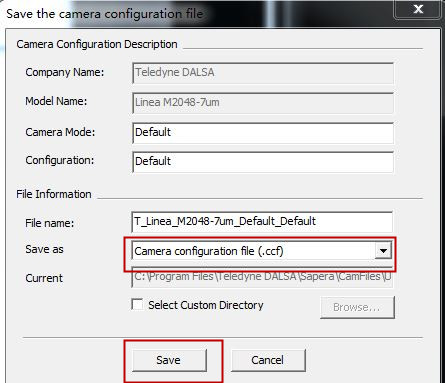 Save the camera configuration file
Camera Configuration Description
Company Name: Teledyne DALSA
Model Name: Linea M2048-7um
Camera Mode: Default
Configuration: Default
File Information
File name: T_Linea_M2048-7um_Default_Default
Save as Camera configuration file (.ccf)
Current C:\Program Files\Teledyne DALSA\Sapera\CamFiles\U
Select Custom Directory Browse...
Save Cancel